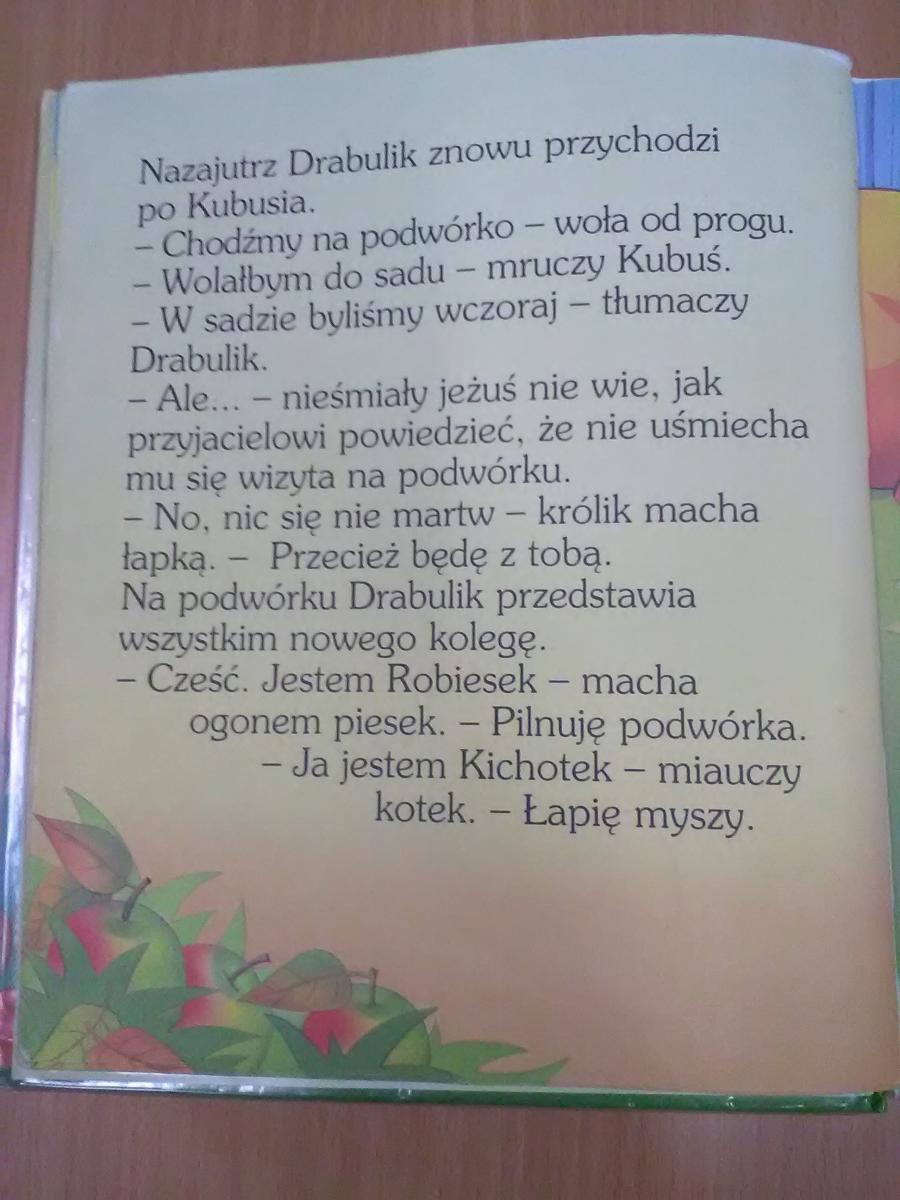 Nazajutrz Drabulik znowu przychodzi
po Kubusia.
– Chodźmy na podwórko – woła od progu.
– Wolałbym do sadu – mruczy Kubuś.
– W sadzie byliśmy wczoraj – tłumaczy
Drabulik.
– Ale... – nieśmiały jeżuś nie wie, jak
przyjacielowi powiedzieć, że nie uśmiecha
mu się wizyta na podwórku.
– No, nic się nie martw – królik macha
łapką. – Przecież będę z tobą.
Na podwórku Drabulik przedstawia
wszystkim nowego kolegę.
– Cześć. Jestem Robiesek – macha
ogonem piesek. – Pilnuję podwórka.
– Ja jestem Kichotek – miauczy
kotek. – Łapię myszy.